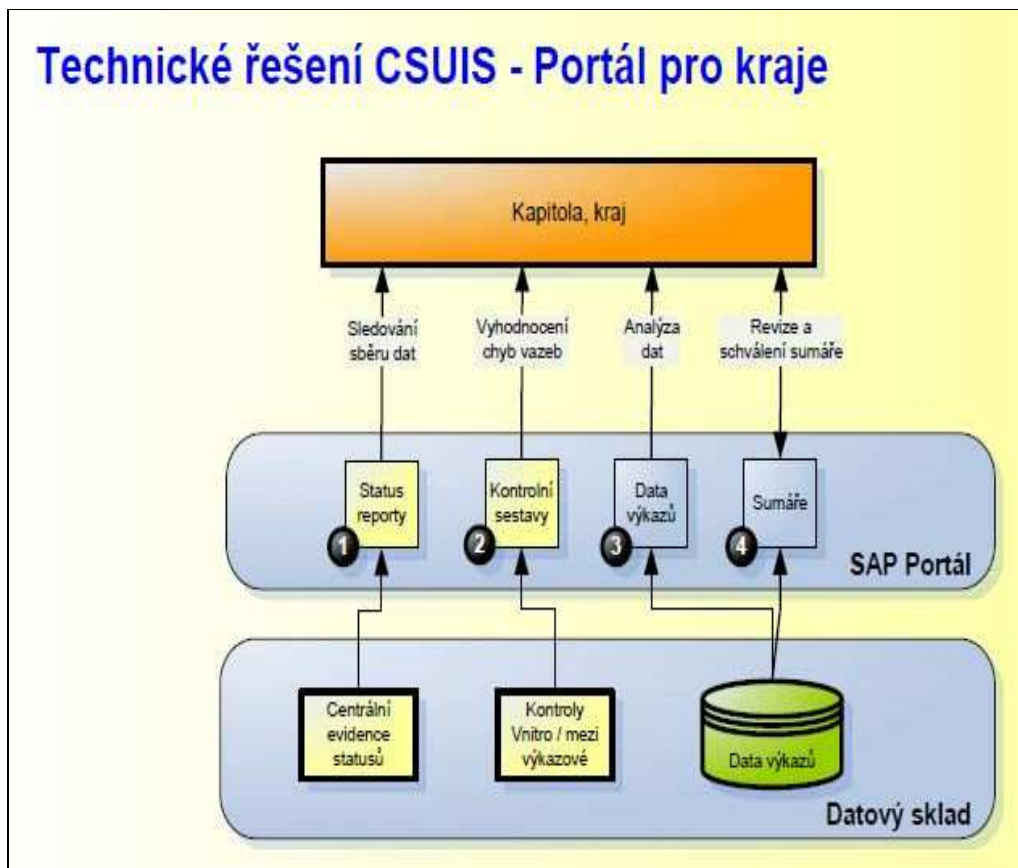 Technické řešení CSUIS - Portál pro kraje
Kapitola, kraj
Sledování
sběru dat
Vyhodnocení
chyb vazeb
Analýza
dat
Revize a
schválení sumáře
Status
reporty
1
Kontrolní
sestavy
2
Data
výkazů
3
Sumáře
4
SAP Portál
Centrální
evidence
statusů
Kontroly
Vnitro / mezi
výkazové
Data výkazů
Datový sklad